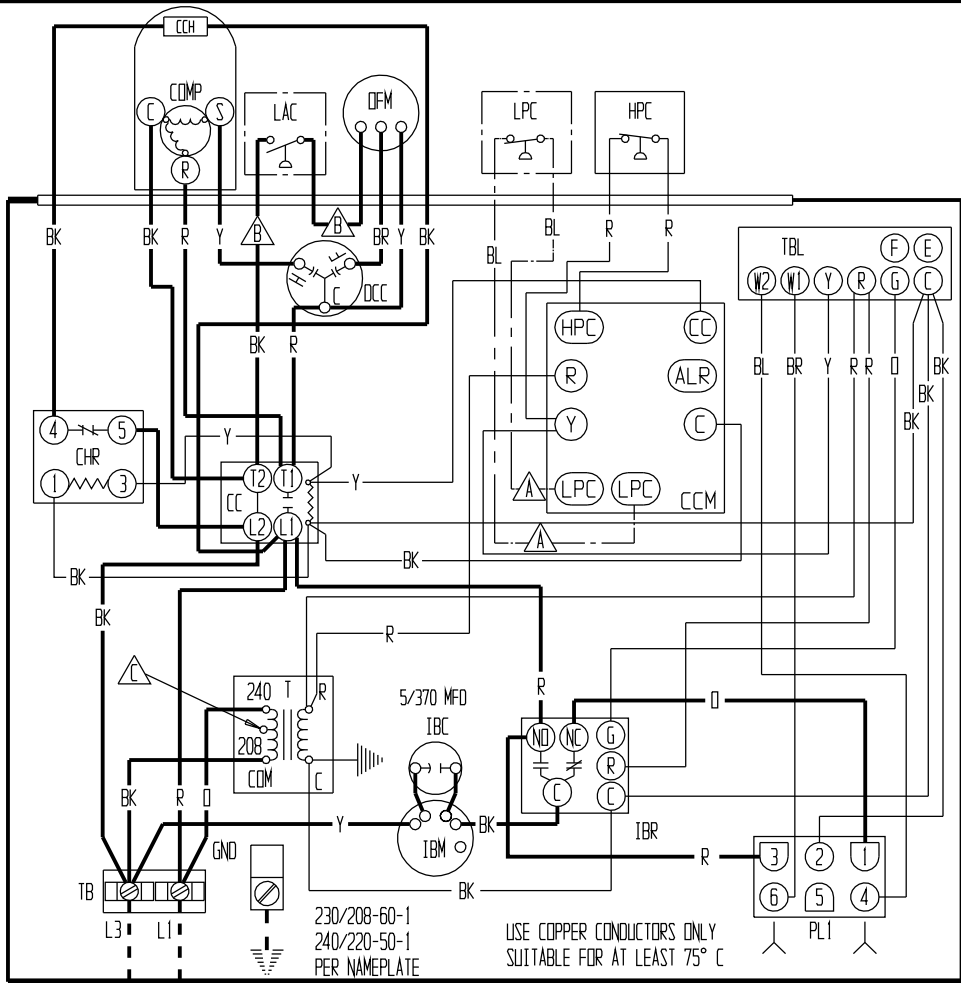 CCH
COMP
C
S
R
LAC
OFM
LPC
HPC
BK
BK
R
Y
B
B
BR
Y
BK
BL
BL
R
R
TBL
F
E
W2
W1
Y
R
G
C
H
F
C
DCC
BK
R
HPC
CC
R
ALR
Y
C
LPC
LPC
CCM
A
A
BL
BR
Y
R
R
O
BK
BK
BK
4
5
CHR
1
3
Y
T2
T1
CC
L2
L1
Y
BK
BK
BK
R
C
240
T
R
208
COM
C
5/370 MFD
IBC
R
O
NO
NC
G
R
C
C
IBR
BK
R
O
Y
BK
IBM
R
BK
GND
TB
L3
L1
3
2
1
6
5
4
PL1
230/208-60-1
240/220-50-1
PER NAMEPLATE
USE COPPER CONDUCTORS ONLY
SUITABLE FOR AT LEAST 75° C